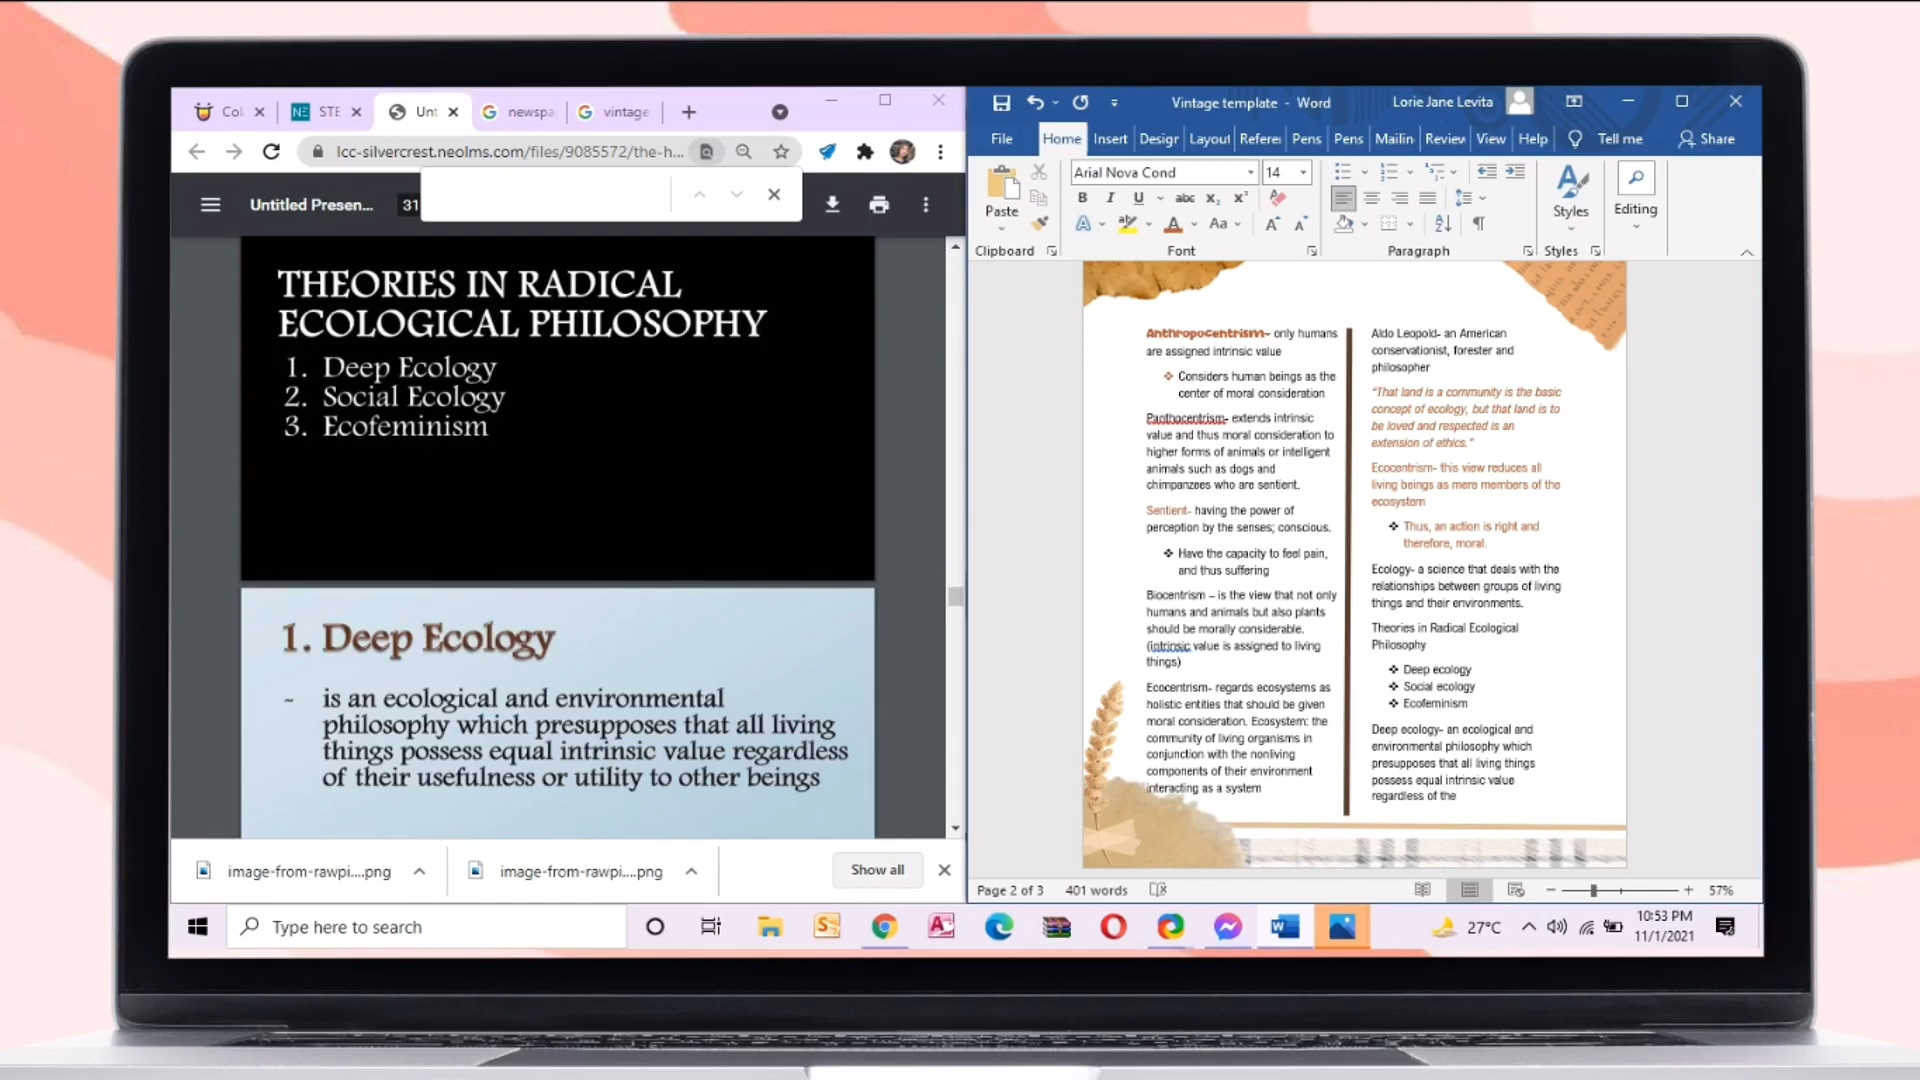 Col
STE
Unt
newspa
vintage
lcc-silvercrest.neolms.com/files/9085572/the-h...
Untitled Presen...
31
THEORIES IN RADICAL
ECOLOGICAL PHILOSOPHY
1. Deep Ecology
2. Social Ecology
3. Ecofeminism
1. Deep Ecology
- is an ecological and environmental
philosophy which presupposes that all living
things possess equal intrinsic value regardless
of their usefulness or utility to other beings
image-from-rawpi....png
image-from-rawpi....png
Show all
Vintage template - Word
Lorie Jane Levita
File Home Insert Design Layout Referen Pens Pens Mailin Review View Help Tell me Share
Arial Nova Cond 14
Paste
Styles
Editing
Clipboard
Font
Paragraph
Styles
Anthropocentrism- only humans
are assigned intrinsic value
❖ Considers human beings as the
center of moral consideration
Panthocentrism- extends intrinsic
value and thus moral consideration to
higher forms of animals or intelligent
animals such as dogs and
chimpanzees who are sentient.
Sentient- having the power of
perception by the senses; conscious.
❖ Have the capacity to feel pain,
and thus suffering
Biocentrism – is the view that not only
humans and animals but also plants
should be morally considerable.
(intrinsic value is assigned to living
things)
Ecocentrism- regards ecosystems as
holistic entities that should be given
moral consideration. Ecosystem: the
community of living organisms in
conjunction with the nonliving
components of their environment
interacting as a system
Aldo Leopold- an American
conservationist, forester and
philosopher
"That land is a community is the basic
concept of ecology, but that land is to
be loved and respected is an
extension of ethics."
Ecocentrism- this view reduces all
living beings as mere members of the
ecosystem
❖ Thus, an action is right and
therefore, moral.
Ecology- a science that deals with the
relationships between groups of living
things and their environments.
Theories in Radical Ecological
Philosophy
❖ Deep ecology
❖ Social ecology
❖ Ecofeminism
Deep ecology- an ecological and
environmental philosophy which
presupposes that all living things
possess equal intrinsic value
regardless of the
Page 2 of 3 401 words
57%
Type here to search
27°C
10:53 PM
11/1/2021